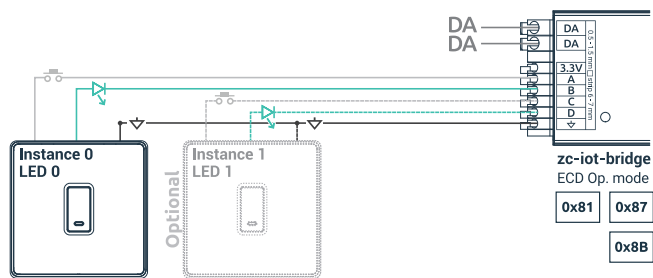 DA
DA
DA
DA
3.3V
A
B
C
D
0.5 - 1.5 mm □ strip 6 - 7 mm
Instance 0
LED 0
Instance 1
LED 1
Optional
zc-iot-bridge
ECD Op. mode
0x81 0x87
0x8B